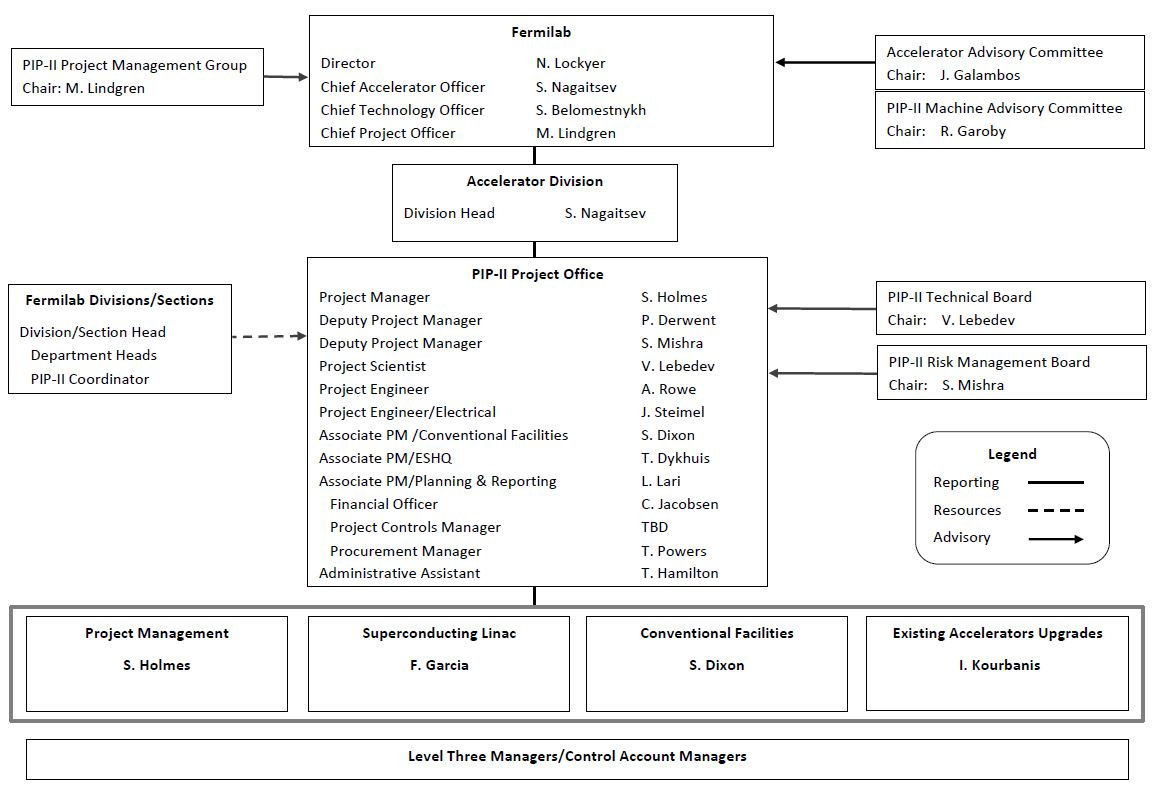 Fermilab
Director N. Lockyer
Chief Accelerator Officer S. Nagaitsev
Chief Technology Officer S. Belomestnykh
Chief Project Officer M. Lindgren
PIP-II Project Management Group
Chair: M. Lindgren
Accelerator Advisory Committee
Chair: J. Galambos
PIP-II Machine Advisory Committee
Chair: R. Garoby
Accelerator Division
Division Head S. Nagaitsev
PIP-II Project Office
Project Manager S. Holmes
Deputy Project Manager P. Derwent
Deputy Project Manager S. Mishra
Project Scientist V. Lebedev
Project Engineer A. Rowe
Project Engineer/Electrical J. Steimel
Associate PM /Conventional Facilities S. Dixon
Associate PM/ESHQ T. Dykhuis
Associate PM/Planning & Reporting L. Lari
Financial Officer C. Jacobsen
Project Controls Manager TBD
Procurement Manager T. Powers
Administrative Assistant T. Hamilton
Fermilab Divisions/Sections
Division/Section Head
Department Heads
PIP-II Coordinator
PIP-II Technical Board
Chair: V. Lebedev
PIP-II Risk Management Board
Chair: S. Mishra
Legend
Reporting
Resources
Advisory
Project Management
S. Holmes
Superconducting Linac
F. Garcia
Conventional Facilities
S. Dixon
Existing Accelerators Upgrades
I. Kourbanis
Level Three Managers/Control Account Managers